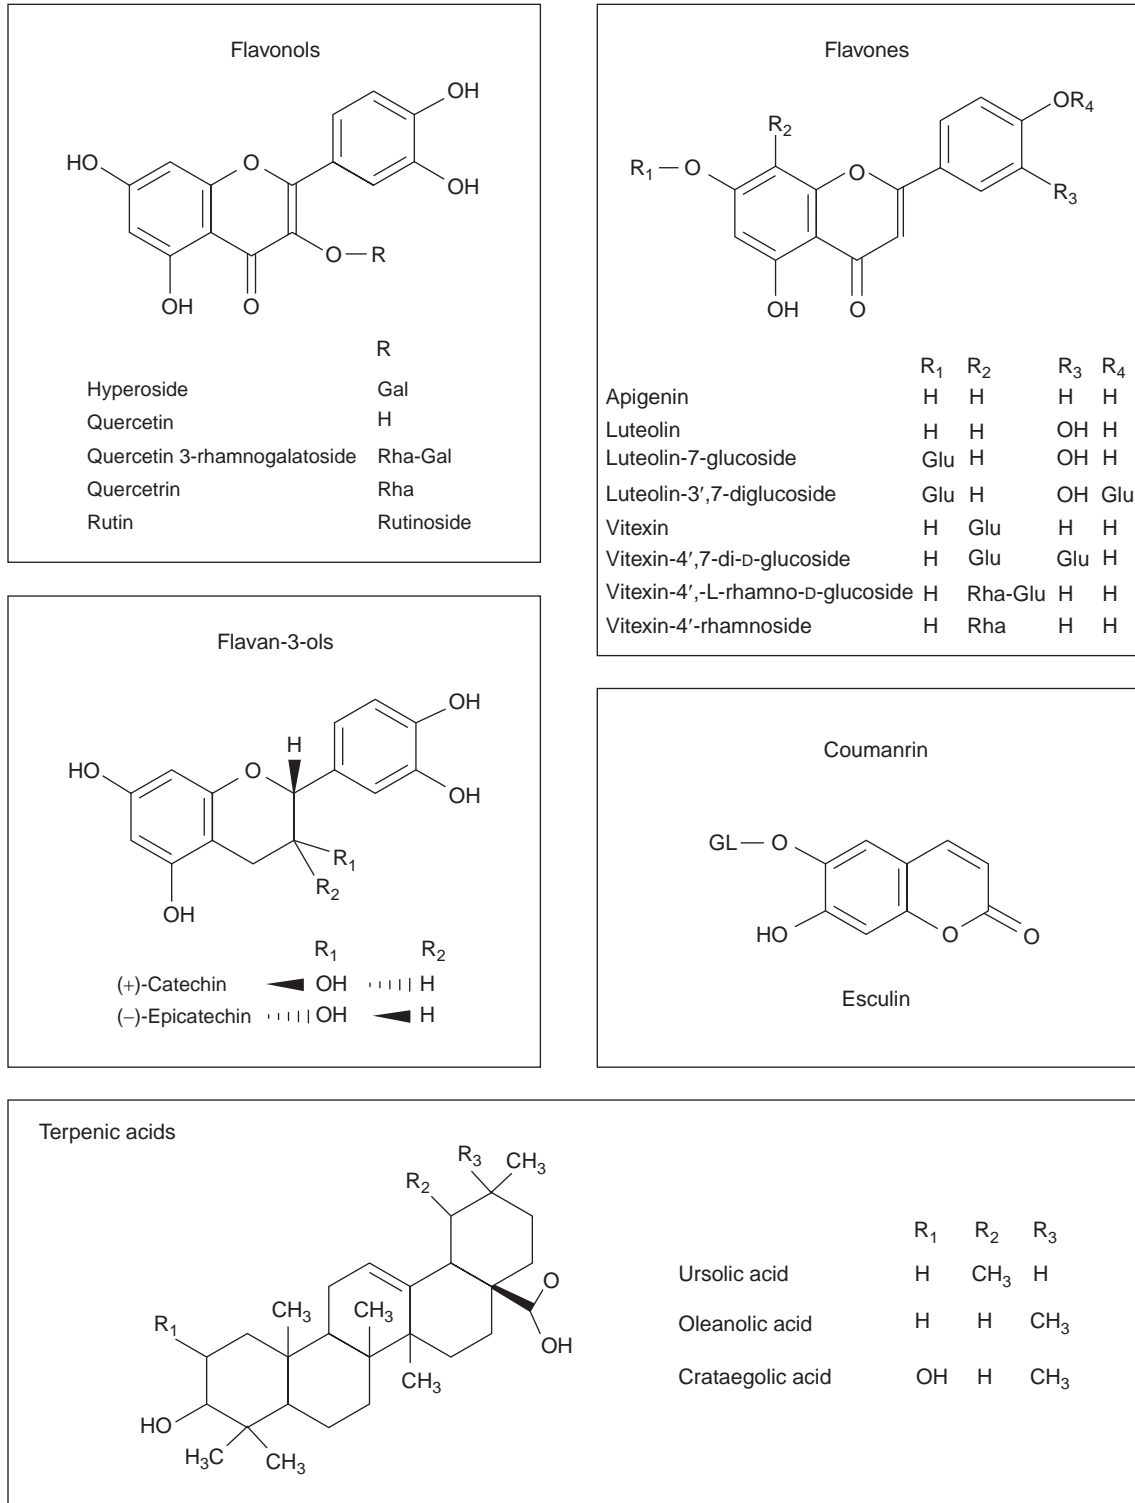 Flavonols
OH
HO
O
OH
O—R
OH
O
R
Hyperoside Gal
Quercetin H
Quercetin 3-rhamnogalatoside Rha-Gal
Quercetrin Rha
Rutin Rutinoside
Flavones
OR₄
R₂
R₁—O
O
R₃
OH
O
R₁ R₂ R₃ R₄
Apigenin H H H H
Luteolin H H OH H
Luteolin-7-glucoside Glu H OH H
Luteolin-3′,7-diglucoside Glu H OH Glu
Vitexin H Glu H H
Vitexin-4′,7-di-D-glucoside H Glu Glu H
Vitexin-4′,-L-rhamno-D-glucoside H Rha-Glu H H
Vitexin-4′-rhamnoside H Rha H H
Flavan-3-ols
OH
H
HO
O
OH
R₁
R₂
OH
R₁ R₂
(+)-Catechin OH H
(–)-Epicatechin OH H
Coumanrin
GL—O
HO
O
O
Esculin
Terpenic acids
R₃ CH₃
R₂
O
CH₃ CH₃
R₁
OH
CH₃
HO
H₃C CH₃
R₁ R₂ R₃
Ursolic acid H CH₃ H
Oleanolic acid H H CH₃
Crataegolic acid OH H CH₃